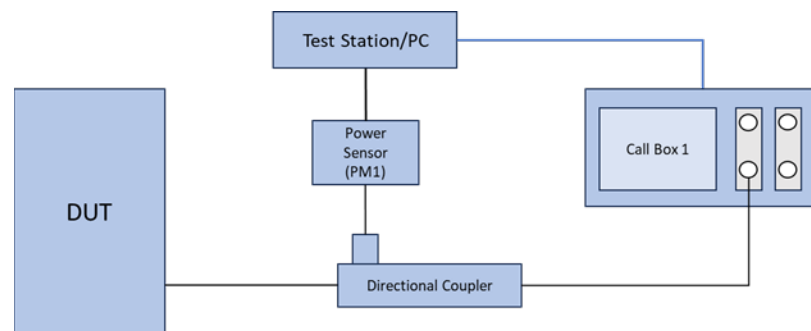 Test Station/PC
Power
Sensor
(PM1)
Call Box 1
DUT
Directional Coupler